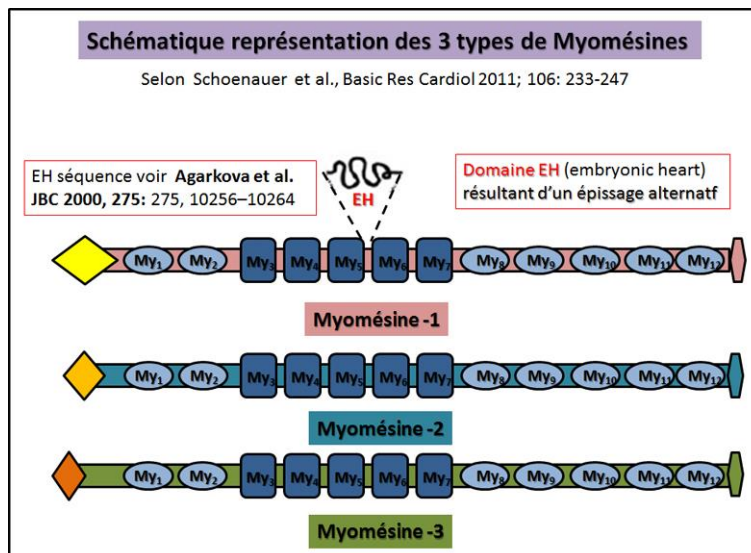 Schématique représentation des 3 types de Myomésines
Selon Schoenauer et al., Basic Res Cardiol 2011; 106: 233-247
EH séquence voir Agarkova et al.
JBC 2000, 275: 275, 10256–10264
EH
Domaine EH (embryonic heart)
résultant d'un épissage alternatf
My₁ My₂ My₃ My₄ My₅ My₆ My₇ My₈ My₉ My₁₀ My₁₁ My₁₂
Myomésine -1
My₁ My₂ My₃ My₄ My₅ My₆ My₇ My₈ My₉ My₁₀ My₁₁ My₁₂
Myomésine -2
My₁ My₂ My₃ My₄ My₅ My₆ My₇ My₈ My₉ My₁₀ My₁₁ My₁₂
Myomésine -3